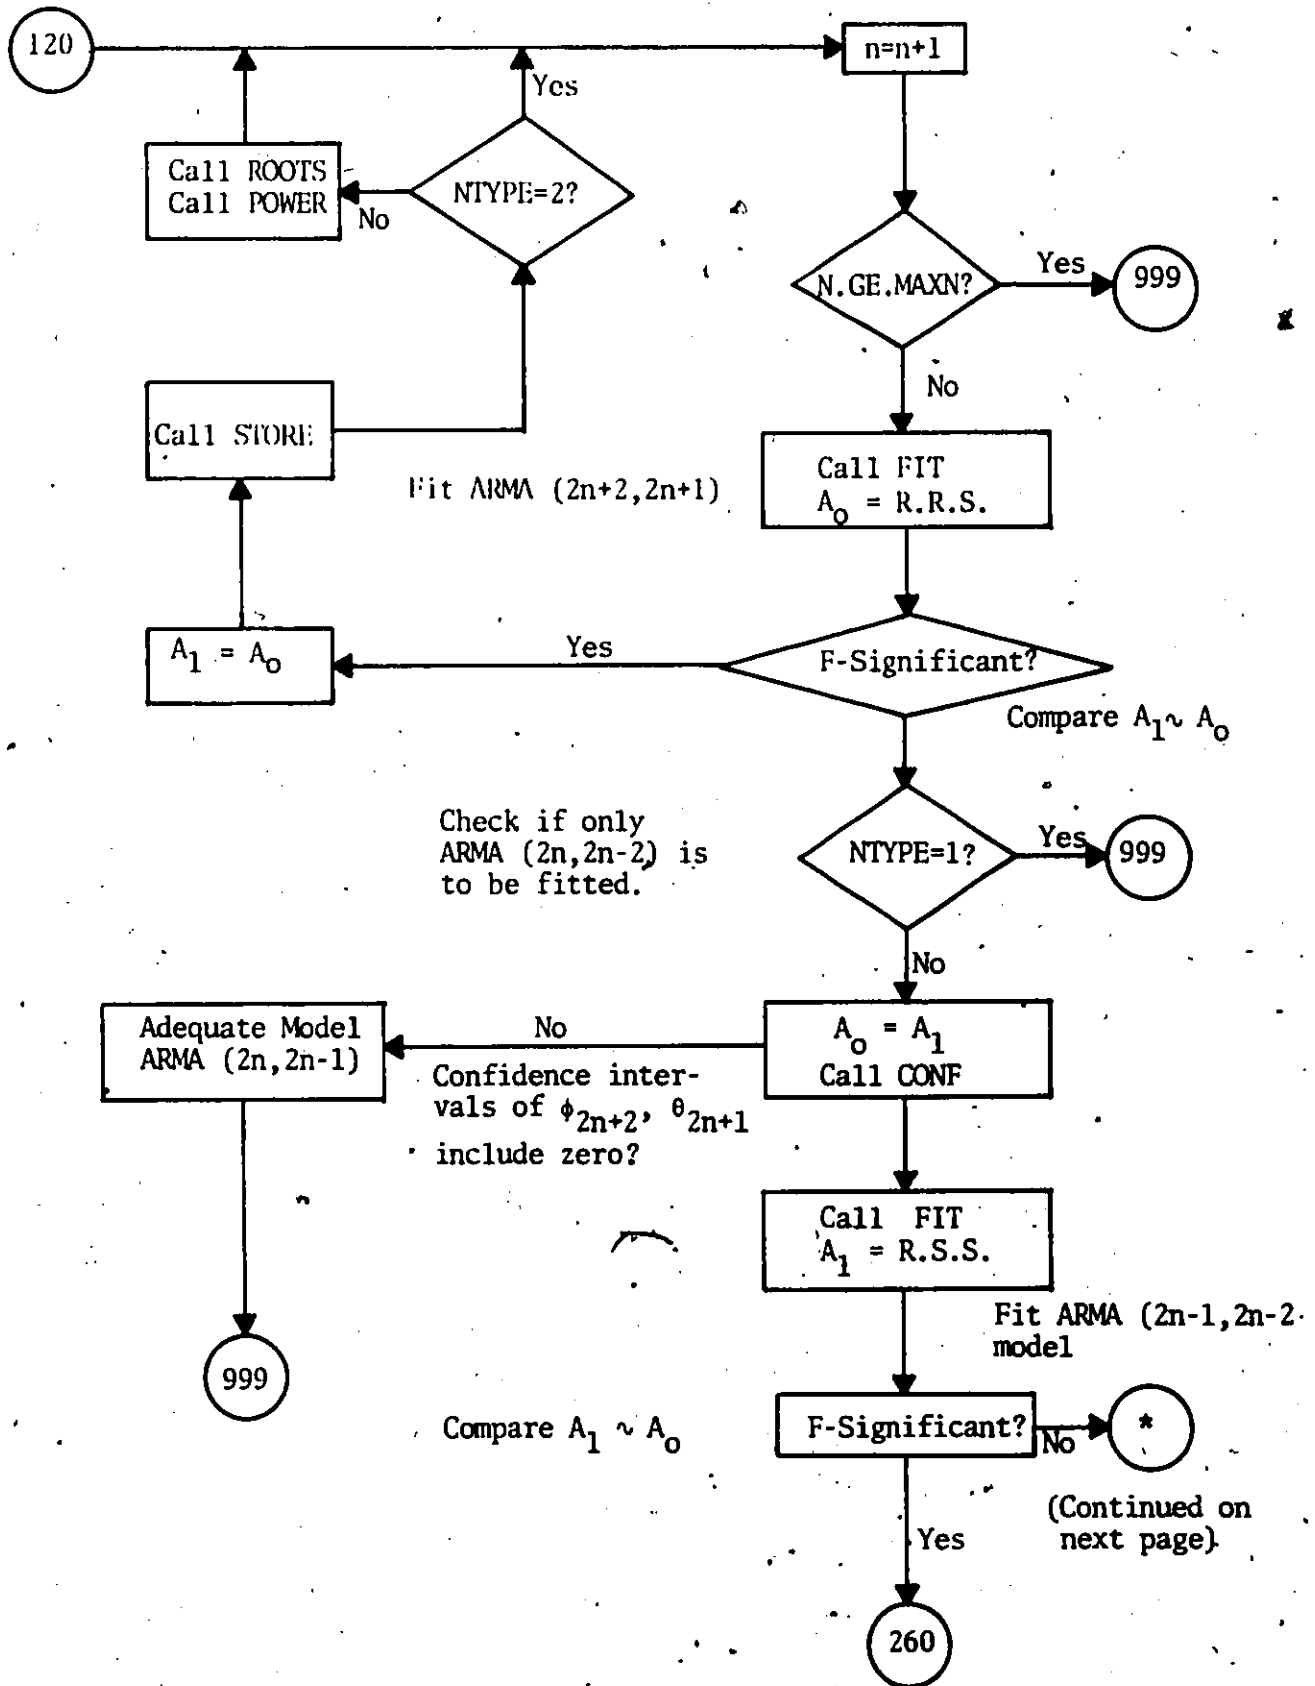 120
n=n+1
Yes
Call ROOTS
Call POWER
No
NTYPE=2?
N.GE.MAXN?
Yes
999
No
Call STORE
Fit ARMA (2n+2,2n+1)
Call FIT
A₀ = R.R.S.
A₁ = A₀
Yes
F-Significant?
Compare A₁ ~ A₀
Check if only
ARMA (2n,2n-2) is
to be fitted.
NTYPE=1?
Yes
999
No
Adequate Model
ARMA (2n,2n-1)
No
A₀ = A₁
Call CONF
Confidence inter-
vals of ϕ₂ₙ₊₂, θ₂ₙ₊₁
include zero?
Call FIT
A₁ = R.S.S.
Fit ARMA (2n-1,2n-2
model
999
Compare A₁ ~ A₀
F-Significant?
No
*
(Continued on
next page)
Yes
260